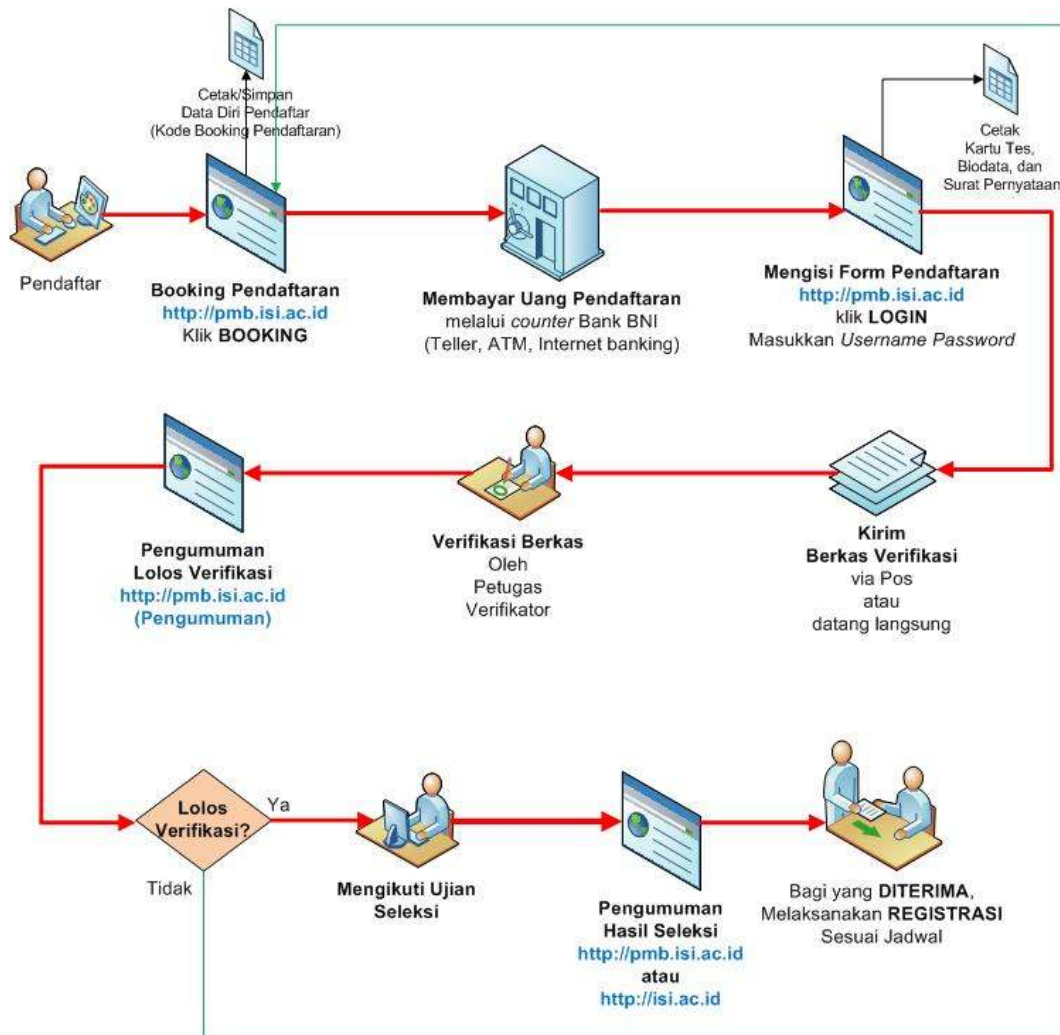 Cetak/Simpan
Data Diri Pendaftar
(Kode Booking Pendaftaran)
Cetak
Kartu Tes,
Biodata, dan
Surat Pernyataan
Pendaftar
Booking Pendaftaran
http://pmb.isi.ac.id
Klik BOOKING
Membayar Uang Pendaftaran
melalui counter Bank BNI
(Teller, ATM, Internet banking)
Mengisi Form Pendaftaran
http://pmb.isi.ac.id
klik LOGIN
Masukkan Username Password
Pengumuman
Lolos Verifikasi
http://pmb.isi.ac.id
(Pengumuman)
Verifikasi Berkas
Oleh
Petugas
Verifikator
Kirim
Berkas Verifikasi
via Pos
atau
datang langsung
Lolos
Verifikasi?
Ya
Tidak
Mengikuti Ujian
Seleksi
Pengumuman
Hasil Seleksi
http://pmb.isi.ac.id
atau
http://isi.ac.id
Bagi yang DITERIMA,
Melaksanakan REGISTRASI
Sesuai Jadwal